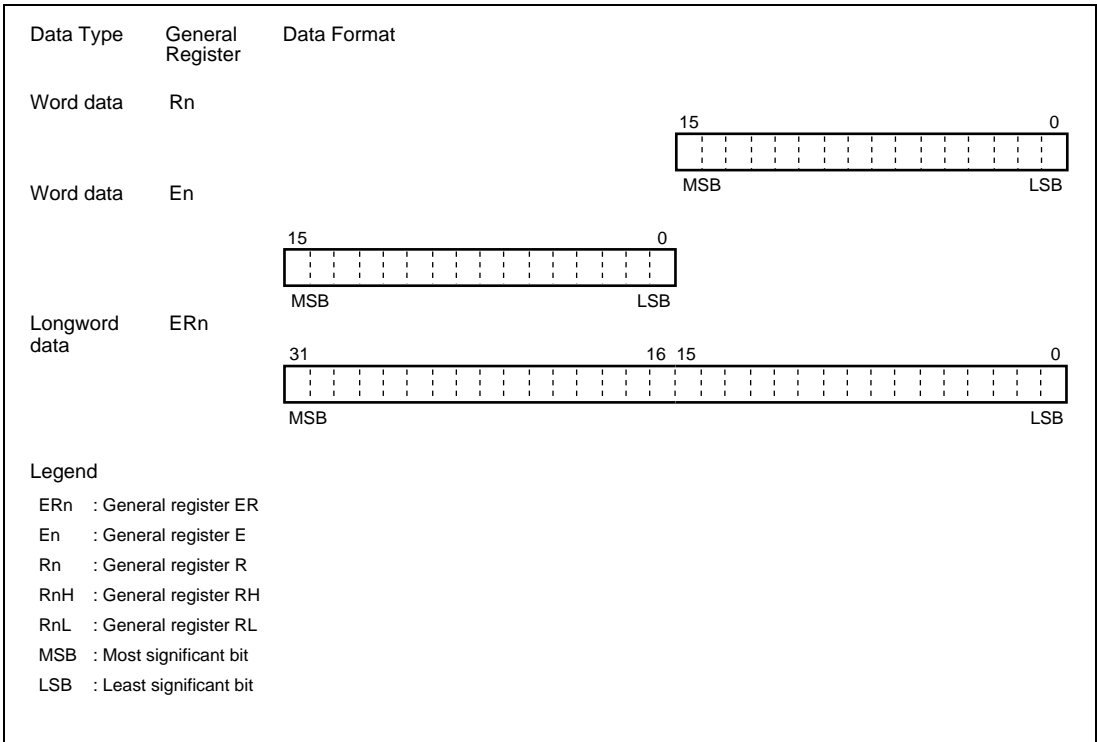 Data Type General Register Data Format
Word data Rn
15 0
MSB LSB
Word data En
15 0
MSB LSB
Longword data ERn
31 16 15 0
MSB LSB
Legend
ERn : General register ER
En : General register E
Rn : General register R
RnH : General register RH
RnL : General register RL
MSB : Most significant bit
LSB : Least significant bit